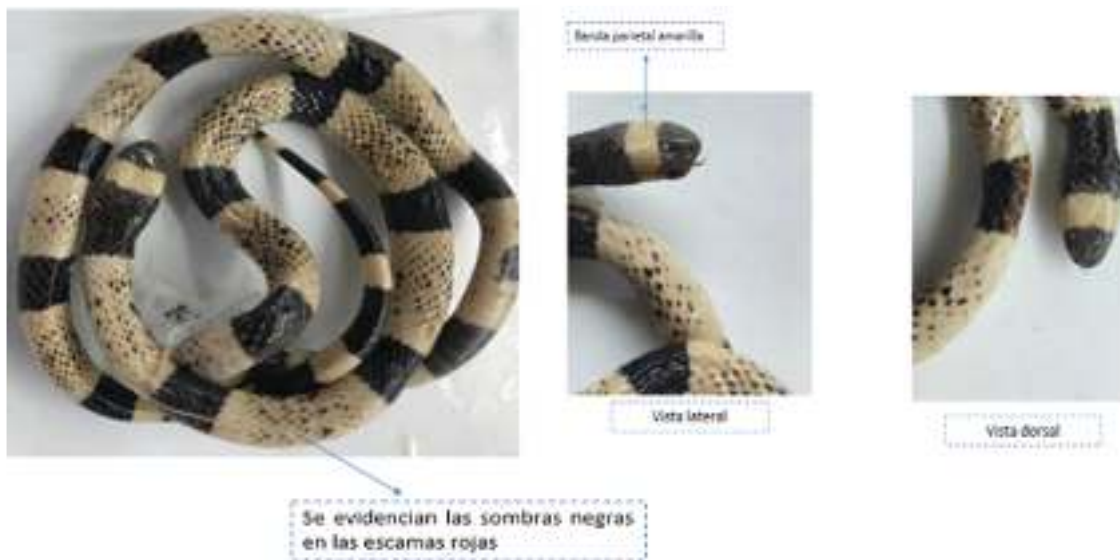 Banda parietal amarilla
Vista lateral
Vista dorsal
Se evidencian las sombras negras
en las escamas rojas